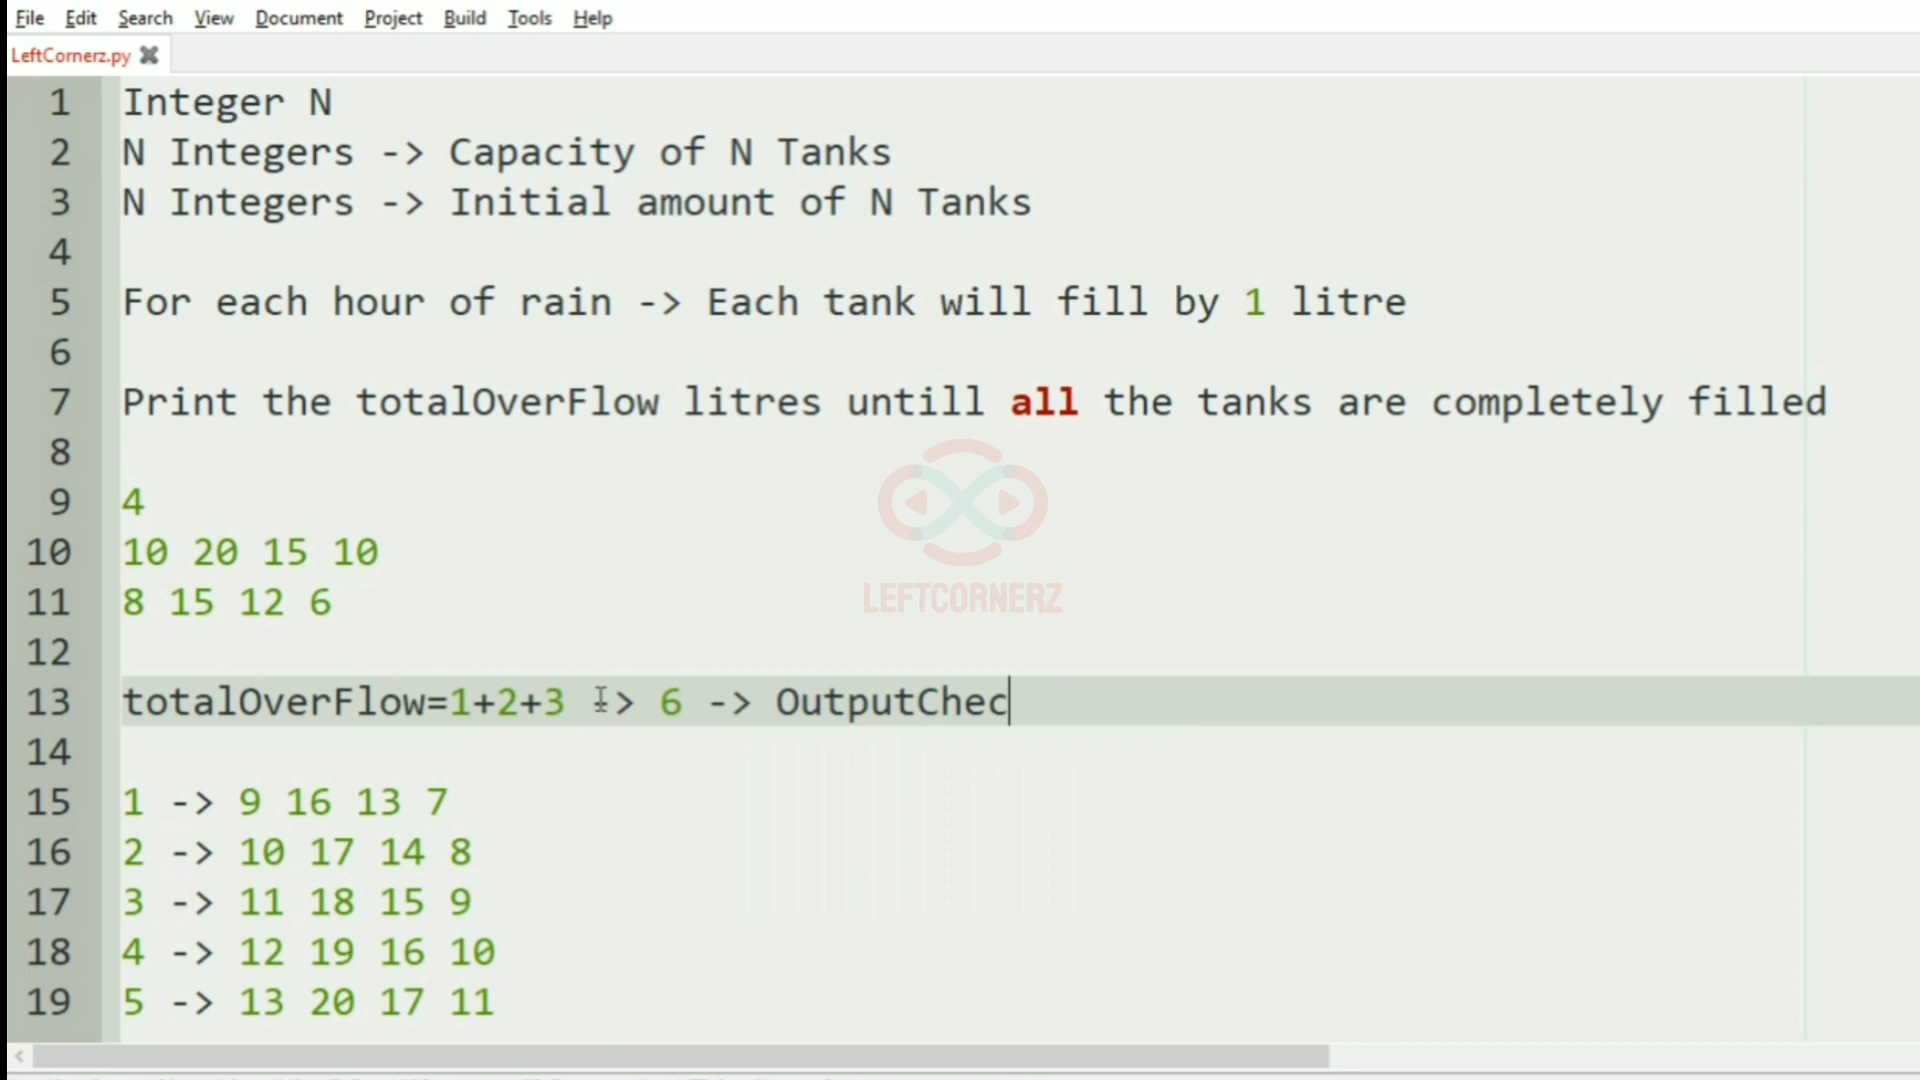 File Edit Search View Document Project Build Tools Help
LeftCornerz.py
1 Integer N
2 N Integers -> Capacity of N Tanks
3 N Integers -> Initial amount of N Tanks
4
5 For each hour of rain -> Each tank will fill by 1 litre
6
7 Print the totalOverFlow litres untill all the tanks are completely filled
8
9 4
10 10 20 15 10
11 8 15 12 6
12
13 totalOverFlow=1+2+3 -> 6 -> OutputChec
14
15 1 -> 9 16 13 7
16 2 -> 10 17 14 8
17 3 -> 11 18 15 9
18 4 -> 12 19 16 10
19 5 -> 13 20 17 11
LEFTCORNERZ